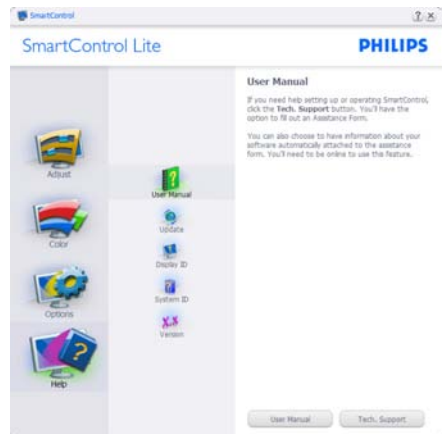 SmartControl
SmartControl Lite
PHILIPS
Adjust
Color
Options
Help
User Manual
Update
Display ID
System ID
Version
User Manual
If you need help setting up or operating SmartControl,
click the Tech. Support button. You'll have the
option to fill out an Assistance Form.
You can also choose to have information about your
software automatically attached to the assistance
form. You'll need to be online to use this feature.
User Manual
Tech. Support